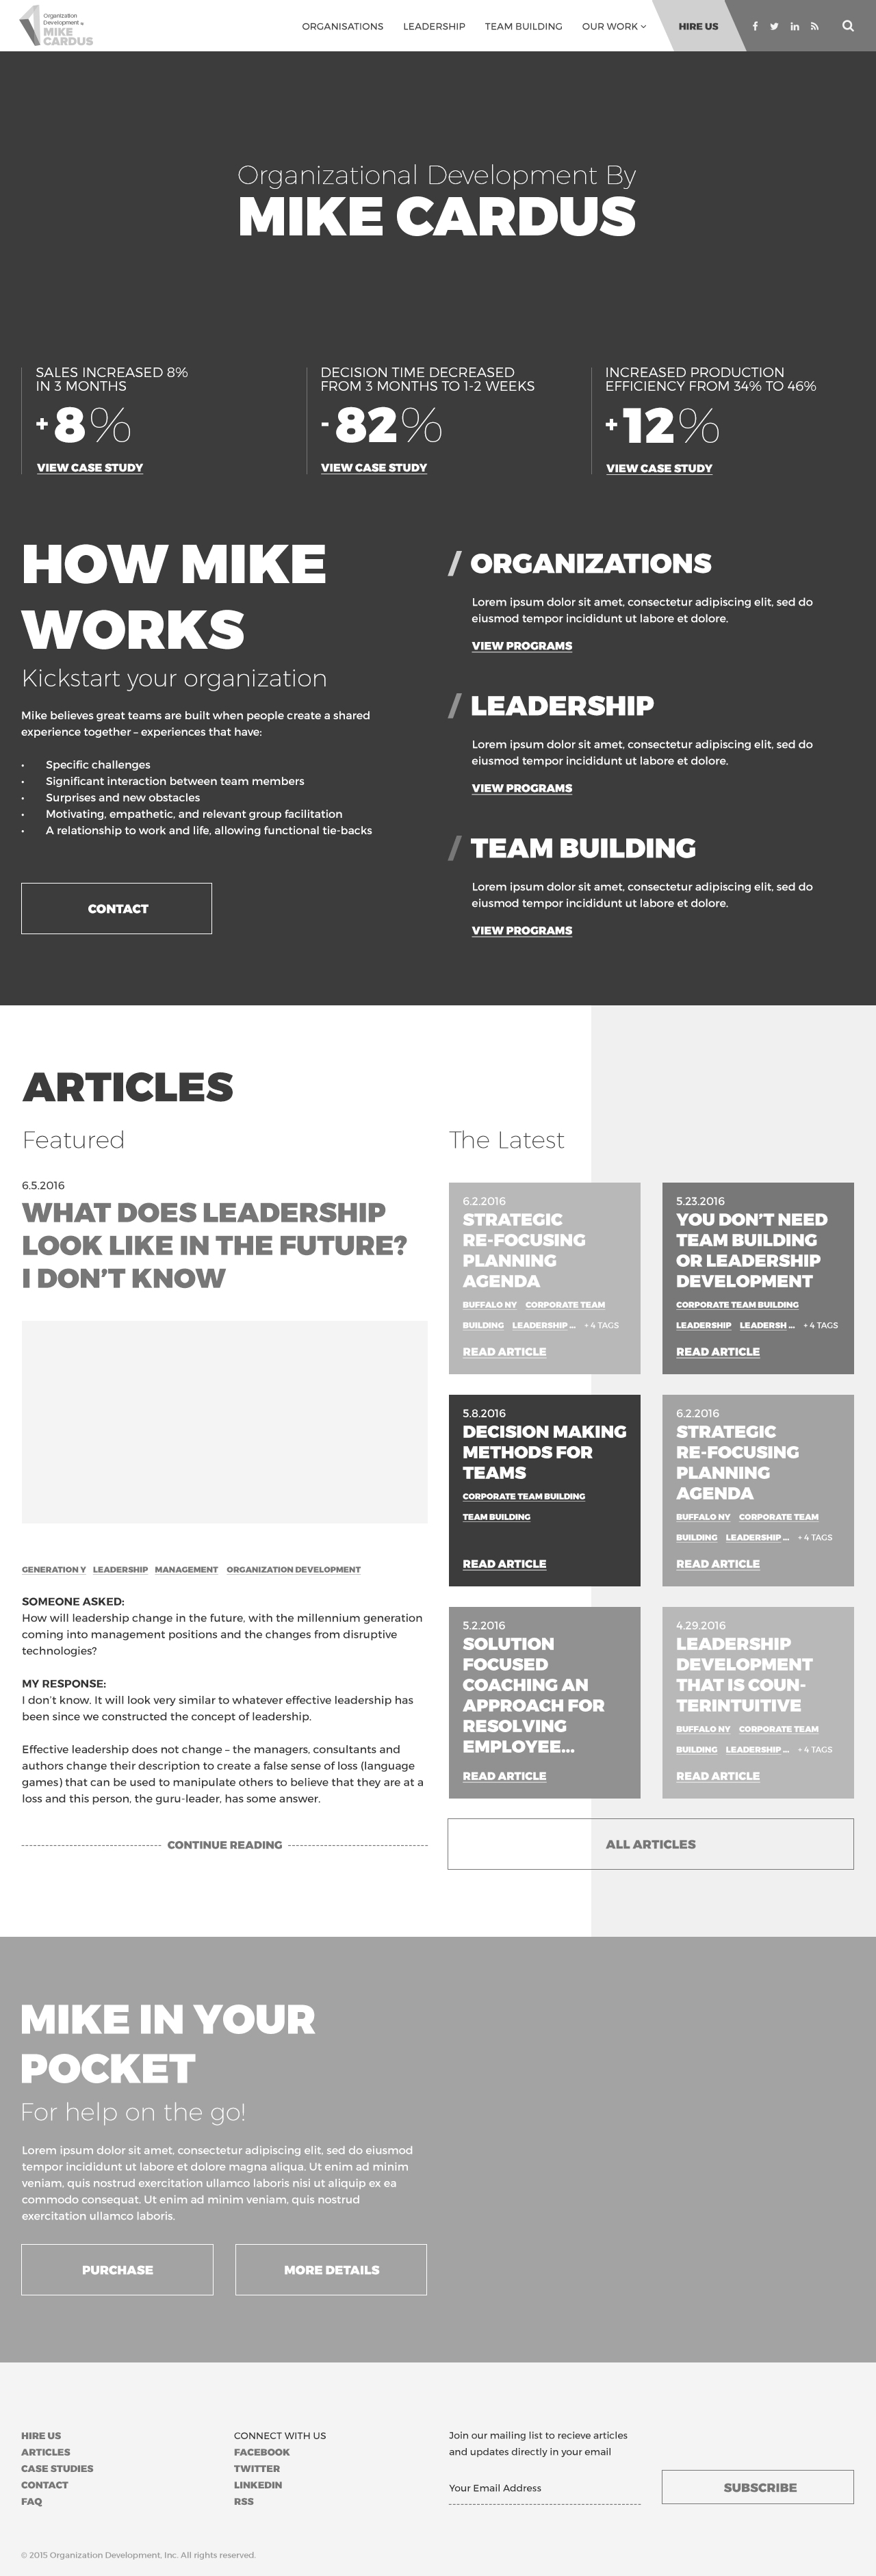 Organization
Development by
MIKE
CARDUS
ORGANISATIONS LEADERSHIP TEAM BUILDING OUR WORK HIRE US
Organizational Development By
MIKE CARDUS
SALES INCREASED 8%
IN 3 MONTHS
+8%
VIEW CASE STUDY
DECISION TIME DECREASED
FROM 3 MONTHS TO 1-2 WEEKS
-82%
VIEW CASE STUDY
INCREASED PRODUCTION
EFFICIENCY FROM 34% TO 46%
+12%
VIEW CASE STUDY
HOW MIKE
WORKS
Kickstart your organization
Mike believes great teams are built when people create a shared
experience together – experiences that have:
• Specific challenges
• Significant interaction between team members
• Surprises and new obstacles
• Motivating, empathetic, and relevant group facilitation
• A relationship to work and life, allowing functional tie-backs
CONTACT
/ ORGANIZATIONS
Lorem ipsum dolor sit amet, consectetur adipiscing elit, sed do
eiusmod tempor incididunt ut labore et dolore.
VIEW PROGRAMS
/ LEADERSHIP
Lorem ipsum dolor sit amet, consectetur adipiscing elit, sed do
eiusmod tempor incididunt ut labore et dolore.
VIEW PROGRAMS
/ TEAM BUILDING
Lorem ipsum dolor sit amet, consectetur adipiscing elit, sed do
eiusmod tempor incididunt ut labore et dolore.
VIEW PROGRAMS
ARTICLES
Featured
6.5.2016
WHAT DOES LEADERSHIP
LOOK LIKE IN THE FUTURE?
I DON’T KNOW
GENERATION Y LEADERSHIP MANAGEMENT ORGANIZATION DEVELOPMENT
SOMEONE ASKED:
How will leadership change in the future, with the millennium generation
coming into management positions and the changes from disruptive
technologies?
MY RESPONSE:
I don’t know. It will look very similar to whatever effective leadership has
been since we constructed the concept of leadership.
Effective leadership does not change – the managers, consultants and
authors change their description to create a false sense of loss (language
games) that can be used to manipulate others to believe that they are at a
loss and this person, the guru-leader, has some answer.
CONTINUE READING
The Latest
6.2.2016
STRATEGIC
RE-FOCUSING
PLANNING
AGENDA
BUFFALO NY CORPORATE TEAM
BUILDING LEADERSHIP ... + 4 TAGS
READ ARTICLE
5.23.2016
YOU DON’T NEED
TEAM BUILDING
OR LEADERSHIP
DEVELOPMENT
CORPORATE TEAM BUILDING
LEADERSHIP LEADERSH ... + 4 TAGS
READ ARTICLE
5.8.2016
DECISION MAKING
METHODS FOR
TEAMS
CORPORATE TEAM BUILDING
TEAM BUILDING
READ ARTICLE
6.2.2016
STRATEGIC
RE-FOCUSING
PLANNING
AGENDA
BUFFALO NY CORPORATE TEAM
BUILDING LEADERSHIP ... + 4 TAGS
READ ARTICLE
5.2.2016
SOLUTION
FOCUSED
COACHING AN
APPROACH FOR
RESOLVING
EMPLOYEE...
READ ARTICLE
4.29.2016
LEADERSHIP
DEVELOPMENT
THAT IS COUN-
TERINTUITIVE
BUFFALO NY CORPORATE TEAM
BUILDING LEADERSHIP ... + 4 TAGS
READ ARTICLE
ALL ARTICLES
MIKE IN YOUR
POCKET
For help on the go!
Lorem ipsum dolor sit amet, consectetur adipiscing elit, sed do eiusmod
tempor incididunt ut labore et dolore magna aliqua. Ut enim ad minim
veniam, quis nostrud exercitation ullamco laboris nisi ut aliquip ex ea
commodo consequat. Ut enim ad minim veniam, quis nostrud
exercitation ullamco laboris.
PURCHASE MORE DETAILS
HIRE US
ARTICLES
CASE STUDIES
CONTACT
FAQ
CONNECT WITH US
FACEBOOK
TWITTER
LINKEDIN
RSS
Join our mailing list to recieve articles
and updates directly in your email
Your Email Address
SUBSCRIBE
© 2015 Organization Development, Inc. All rights reserved.